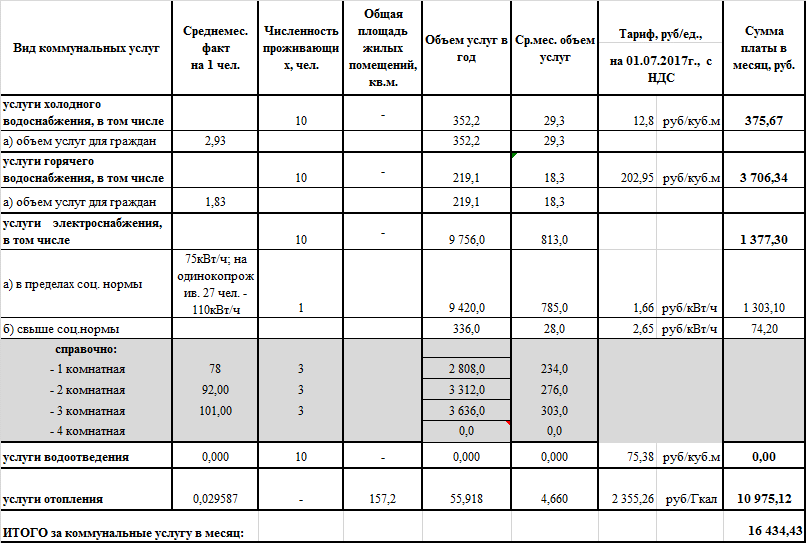 Вид коммунальных услуг | Среднемес. факт на 1 чел. | Численность проживающи х, чел. | Общая площадь жилых помещений, кв.м. | Объем услуг в год | Ср.мес. объем услуг | Тариф, руб/ед., на 01.07.2017г., с НДС | Сумма платы в месяц, руб.
услуги холодного водоснабжения, в том числе | 10 | - | 352,2 | 29,3 | 12,8 | руб/куб.м | 375,67
а) объем услуг для граждан | 2,93 | 352,2 | 29,3
услуги горячего водоснабжения, в том числе | 10 | - | 219,1 | 18,3 | 202,95 | руб/куб.м | 3 706,34
а) объем услуг для граждан | 1,83 | 219,1 | 18,3
услуги электроснабжения, в том числе | 10 | - | 9 756,0 | 813,0 | 1 377,30
а) в пределах соц. нормы | 75кВт/ч; на одинокопрож ив. 27 чел. - 110кВт/ч | 1 | 9 420,0 | 785,0 | 1,66 | руб/кВт/ч | 1 303,10
б) свыше соц.нормы | 336,0 | 28,0 | 2,65 | руб/кВт/ч | 74,20
справочно:
- 1 комнатная | 78 | 3 | 2 808,0 | 234,0
- 2 комнатная | 92,00 | 3 | 3 312,0 | 276,0
- 3 комнатная | 101,00 | 3 | 3 636,0 | 303,0
- 4 комнатная | 0,0 | 0,0
услуги водоотведения | 0,000 | 10 | - | 0,000 | 0,000 | 75,38 | руб/куб.м | 0,00
услуги отопления | 0,029587 | - | 157,2 | 55,918 | 4,660 | 2 355,26 | руб/Гкал | 10 975,12
ИТОГО за коммунальные услугу в месяц: | 16 434,43